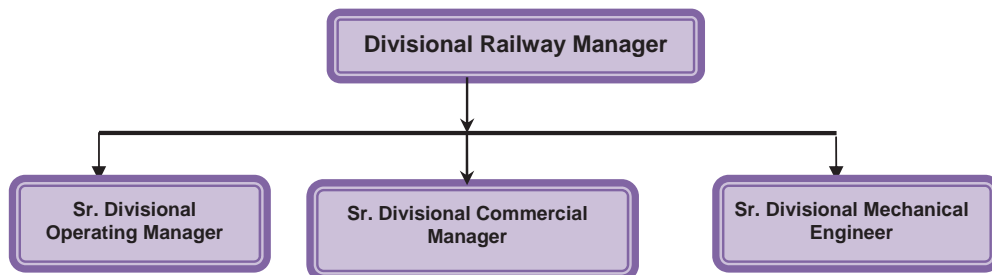 Divisional Railway Manager
Sr. Divisional
Operating Manager
Sr. Divisional Commercial
Manager
Sr. Divisional Mechanical
Engineer